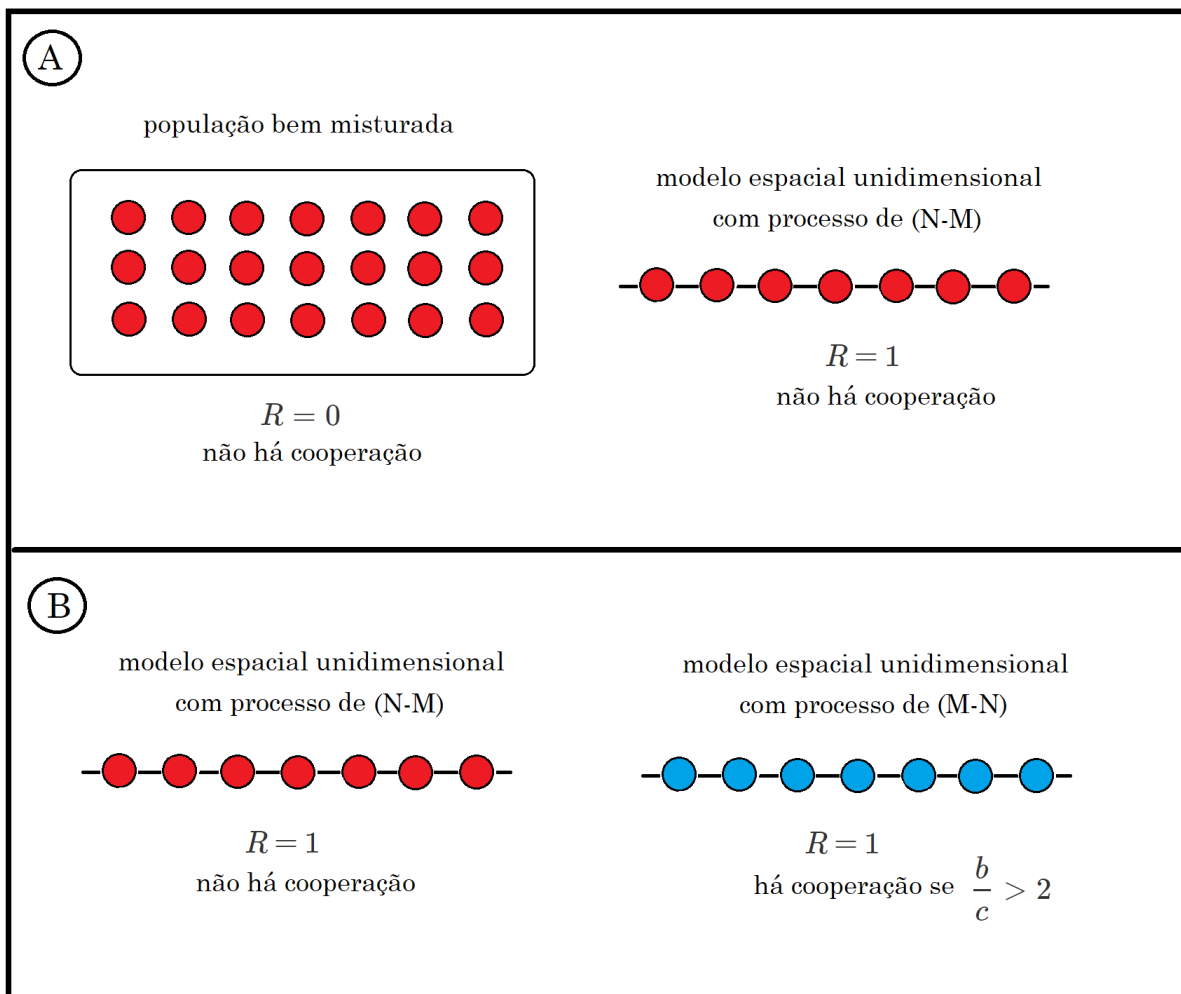 A
população bem misturada
R = 0
não há cooperação
modelo espacial unidimensional
com processo de (N-M)
R = 1
não há cooperação
B
modelo espacial unidimensional
com processo de (N-M)
R = 1
não há cooperação
modelo espacial unidimensional
com processo de (M-N)
R = 1
há cooperação se b/c > 2